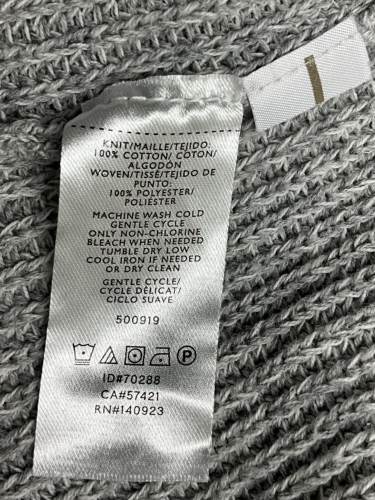 KNIT/MAILLE/TEJIDO:
100% COTTON/ COTON/
ALGODÓN
WOVEN/TISSÉ/TEJIDO DE
PUNTO:
100% POLYESTER/
POLIÉSTER
MACHINE WASH COLD
GENTLE CYCLE
ONLY NON-CHLORINE
BLEACH WHEN NEEDED
TUMBLE DRY LOW
COOL IRON IF NEEDED
OR DRY CLEAN
GENTLE CYCLE/
CYCLE DÉLICAT/
CICLO SUAVE
500919
P
ID#70288
CA#57421
RN#140923